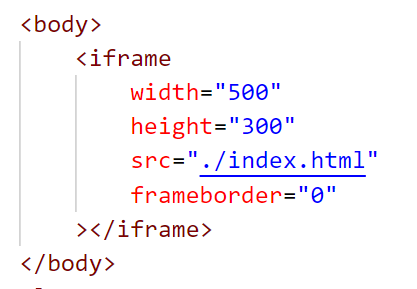 <body>
<iframe
width="500"
height="300"
src="./index.html"
frameborder="0"
></iframe>
</body>